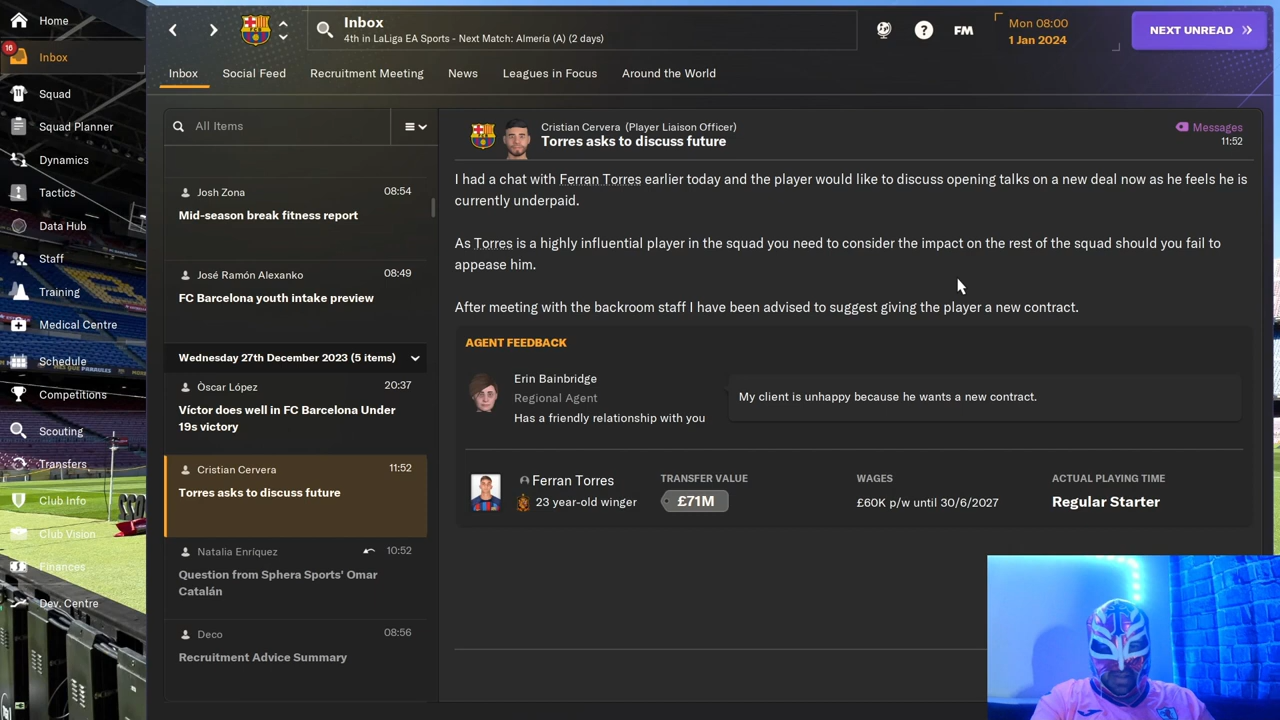 Home
Inbox
4th in LaLiga EA Sports - Next Match: Almería (A) (2 days)
FM
Mon 08:00
1 Jan 2024
NEXT UNREAD
16
Inbox
Squad
Squad Planner
Dynamics
Tactics
Data Hub
Staff
Training
Medical Centre
Schedule
Competitions
Scouting
Transfers
Club Info
Club Vision
Finances
Dev. Centre
Inbox Social Feed Recruitment Meeting News Leagues in Focus Around the World
All Items
Josh Zona 08:54
Mid-season break fitness report
José Ramón Alexanko 08:49
FC Barcelona youth intake preview
Wednesday 27th December 2023 (5 items)
Òscar López 20:37
Víctor does well in FC Barcelona Under
19s victory
Cristian Cervera 11:52
Torres asks to discuss future
Natalia Enríquez 10:52
Question from Sphera Sports' Omar
Catalán
Deco 08:56
Recruitment Advice Summary
Cristian Cervera (Player Liaison Officer)
Torres asks to discuss future
Messages
11:52
I had a chat with Ferran Torres earlier today and the player would like to discuss opening talks on a new deal now as he feels he is
currently underpaid.
As Torres is a highly influential player in the squad you need to consider the impact on the rest of the squad should you fail to
appease him.
After meeting with the backroom staff I have been advised to suggest giving the player a new contract.
AGENT FEEDBACK
Erin Bainbridge
Regional Agent
Has a friendly relationship with you
My client is unhappy because he wants a new contract.
Ferran Torres
23 year-old winger
TRANSFER VALUE
£71M
WAGES
£60K p/w until 30/6/2027
ACTUAL PLAYING TIME
Regular Starter